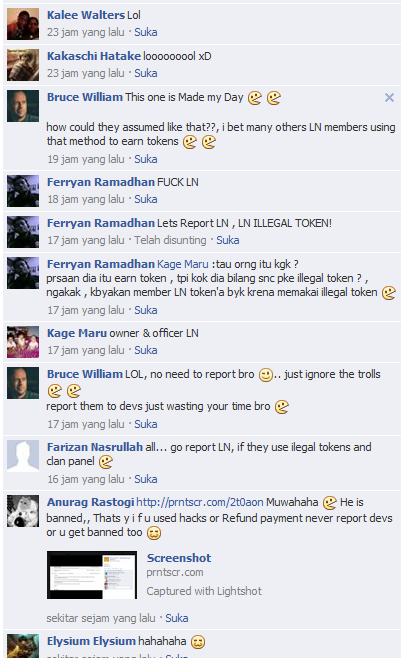 Kalee Walters Lol
23 jam yang lalu · Suka
Kakaschi Hatake looooooool xD
23 jam yang lalu · Suka
Bruce William This one is Made my Day
how could they assumed like that??, i bet many others LN members using
that method to earn tokens
19 jam yang lalu · Suka
Ferryan Ramadhan FUCK LN
18 jam yang lalu · Suka
Ferryan Ramadhan Lets Report LN , LN ILLEGAL TOKEN!
17 jam yang lalu · Telah disunting · Suka
Ferryan Ramadhan Kage Maru :tau orng itu kgk ?
prsaan dia itu earn token , tpi kok dia bilang snc pke illegal token ? ,
ngakak , kbyakan member LN token'a byk krena memakai illegal token
17 jam yang lalu · Suka
Kage Maru owner & officer LN
17 jam yang lalu · Suka
Bruce William LOL, no need to report bro .. just ignore the trolls
report them to devs just wasting your time bro
17 jam yang lalu · Suka
Farizan Nasrullah all... go report LN, if they use ilegal tokens and
clan panel
16 jam yang lalu · Suka
Anurag Rastogi http://prntscr.com/2t0aon Muwahaha He is
banned,, Thats y i f u used hacks or Refund payment never report devs
or u get banned too
Screenshot
prntscr.com
Captured with Lightshot
sekitar sejam yang lalu · Suka
Elysium Elysium hahahaha
sekitar sejam yang lalu · Suka